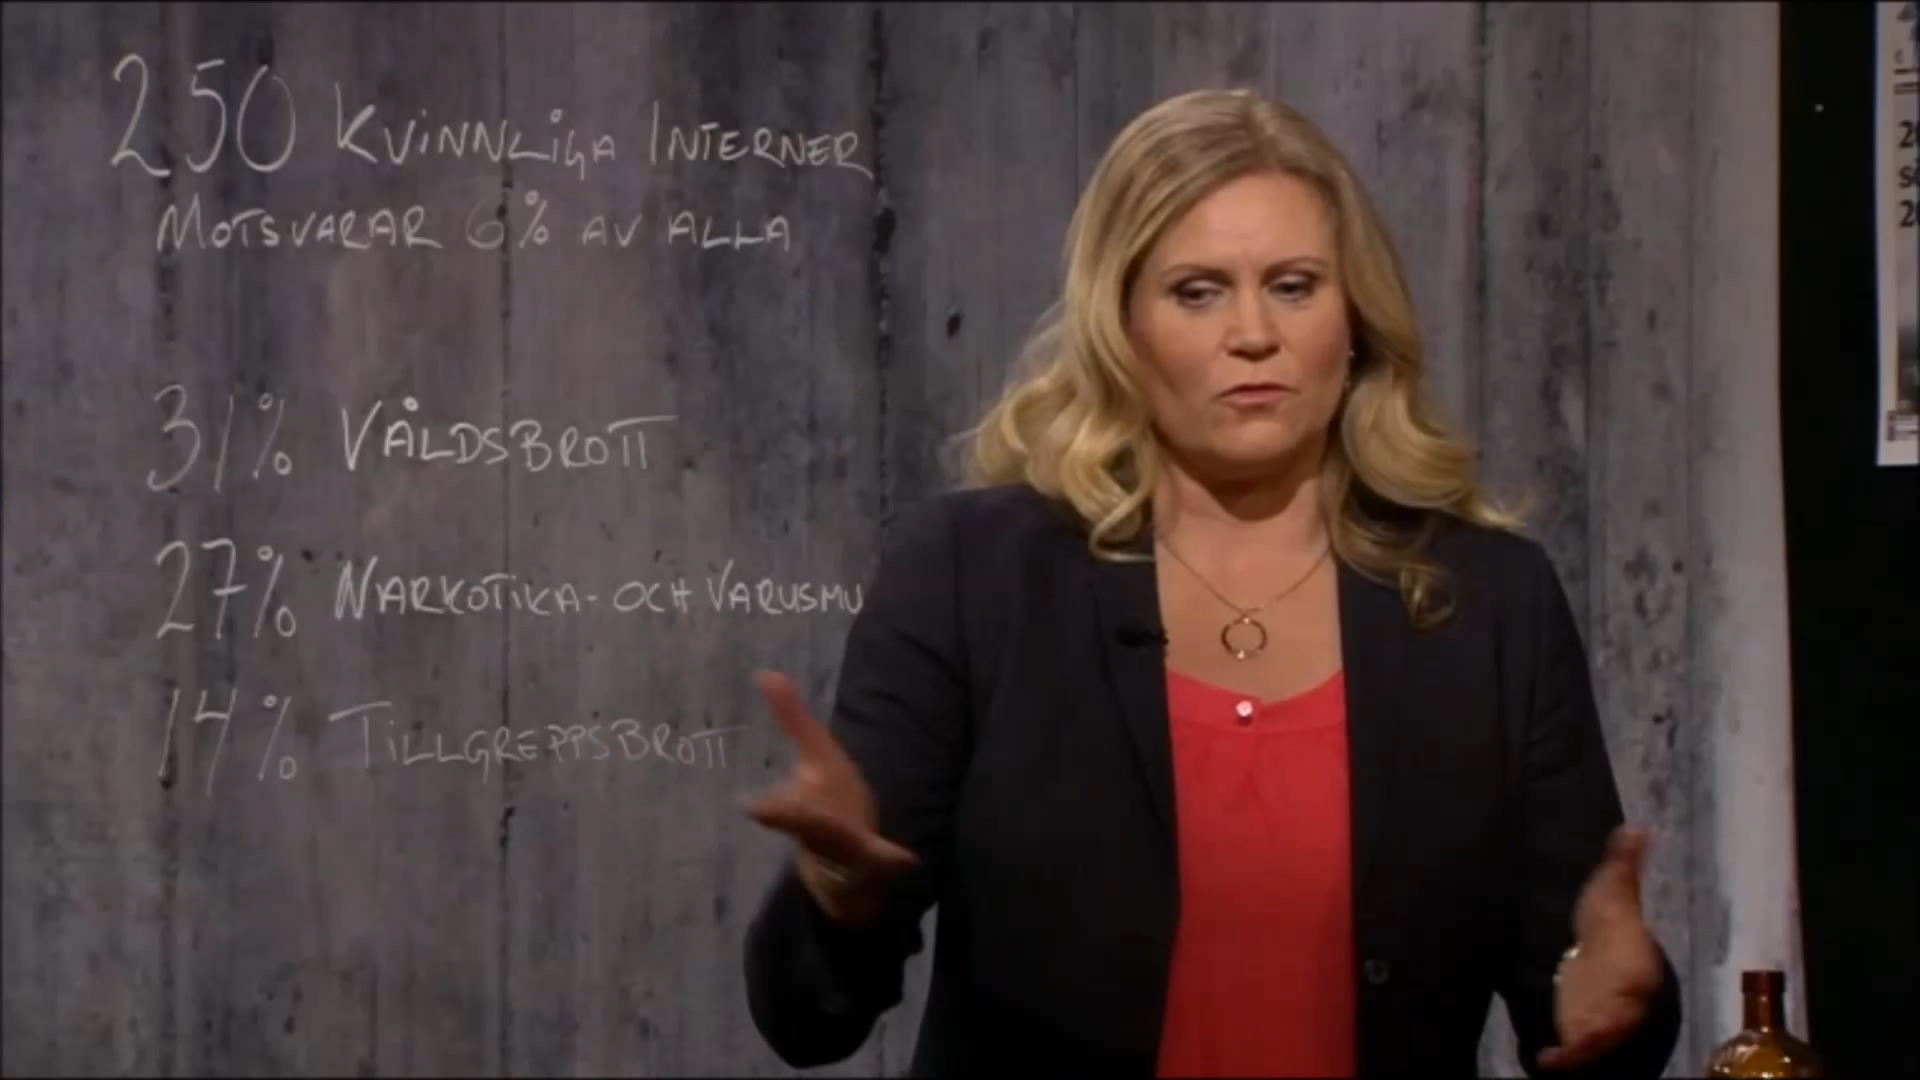 250 KVINNLIGA INTERNER
MOTSVARAR 6% AV ALLA
31% VÅLDSBROTT
27% NARKOTIKA- OCH VARUSMU
14% TILLGREPPSBROTT